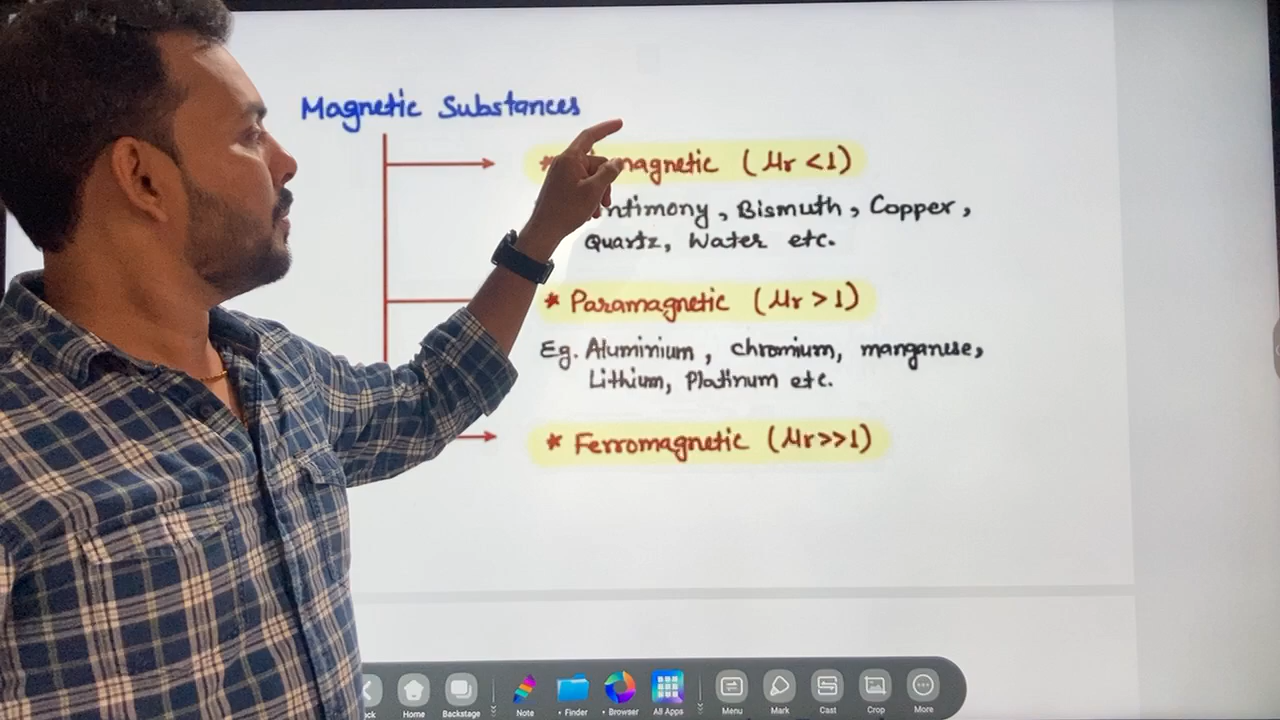 Magnetic Substances
* magnetic (μr <1)
ntimony, Bismuth, Copper,
Quartz, Water etc.
* Paramagnetic (μr >1)
Eg. Aluminium, chromium, manganese,
Lithium, Platinum etc.
* Ferromagnetic (μr>>1)
ck Home Backstage Note • Finder • Browser All Apps Menu Mark Cast Crop More